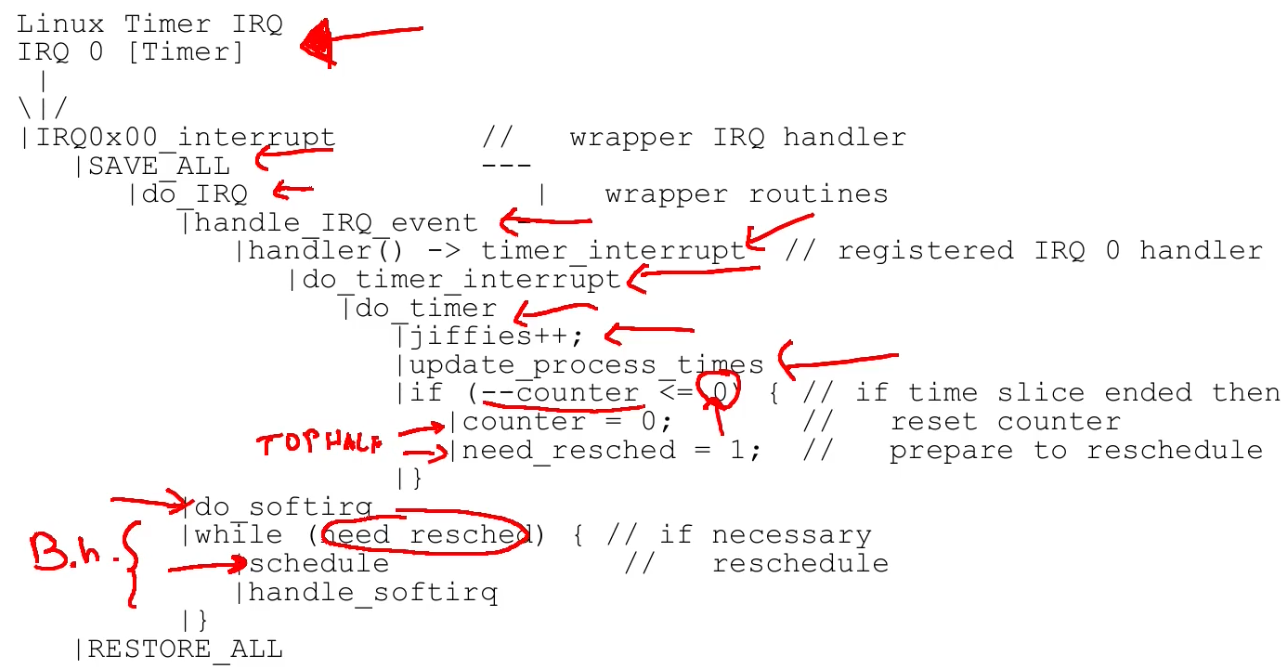 Linux Timer IRQ
IRQ 0 [Timer]
|
\|/
|IRQ0x00_interrupt // wrapper IRQ handler
|SAVE_ALL ---
|do_IRQ | wrapper routines
|handle_IRQ_event -
|handler() -> timer_interrupt // registered IRQ 0 handler
|do_timer_interrupt
|do_timer
|jiffies++;
|update_process_times
|if (--counter <= 0) { // if time slice ended then
|counter = 0; // reset counter
TOP HALF |need_resched = 1; // prepare to reschedule
|}
|do_softirq
|while (need_resched) { // if necessary
B.h. |schedule // reschedule
|handle_softirq
|}
|RESTORE_ALL